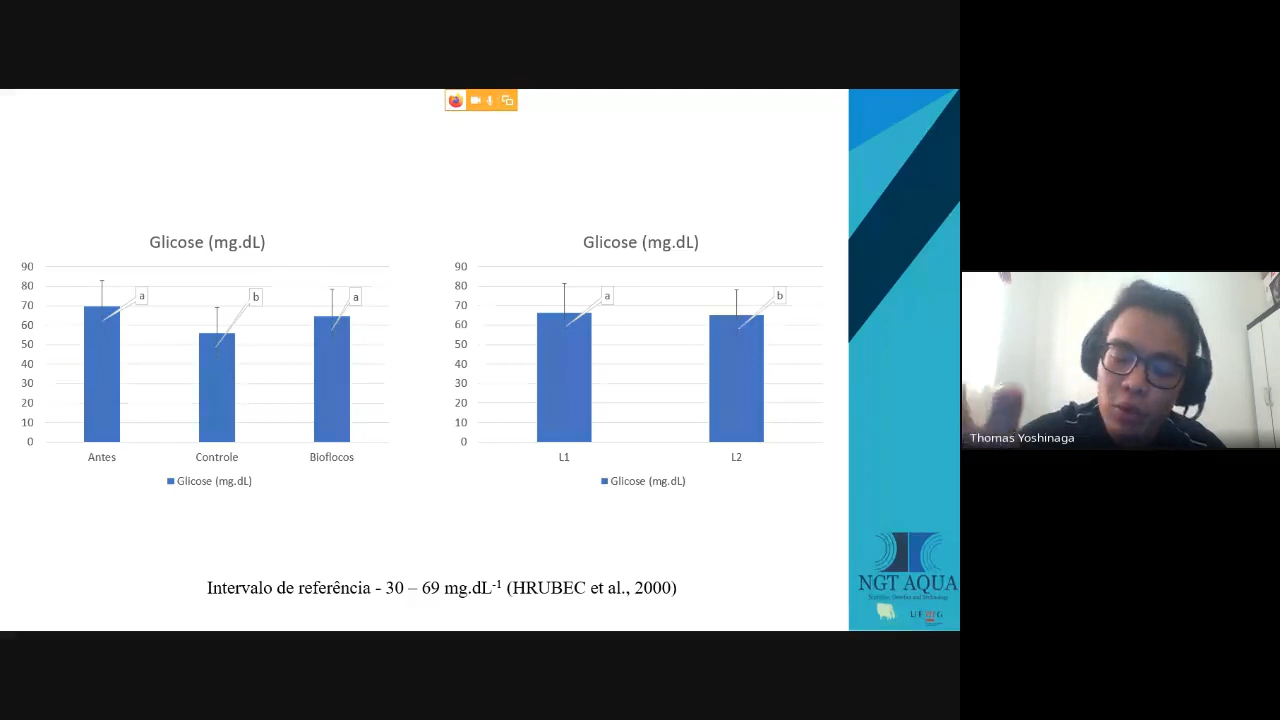 Glicose (mg.dL)
90
80
70
60
50
40
30
20
10
0
a
b
a
Antes
Controle
Bioflocos
Glicose (mg.dL)
Glicose (mg.dL)
90
80
70
60
50
40
30
20
10
0
a
b
L1
L2
Glicose (mg.dL)
Intervalo de referência - 30 – 69 mg.dL⁻¹ (HRUBEC et al., 2000)
NGT AQUA
Thomas Yoshinaga